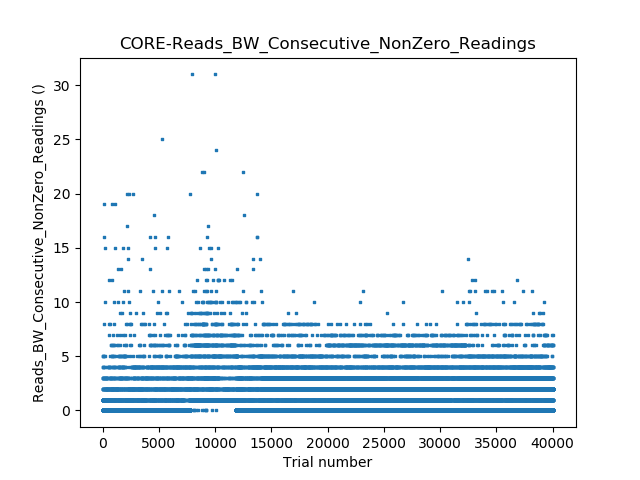 CORE-Reads_BW_Consecutive_NonZero_Readings
Reads_BW_Consecutive_NonZero_Readings ()
30
25
20
15
10
5
0
0 5000 10000 15000 20000 25000 30000 35000 40000
Trial number